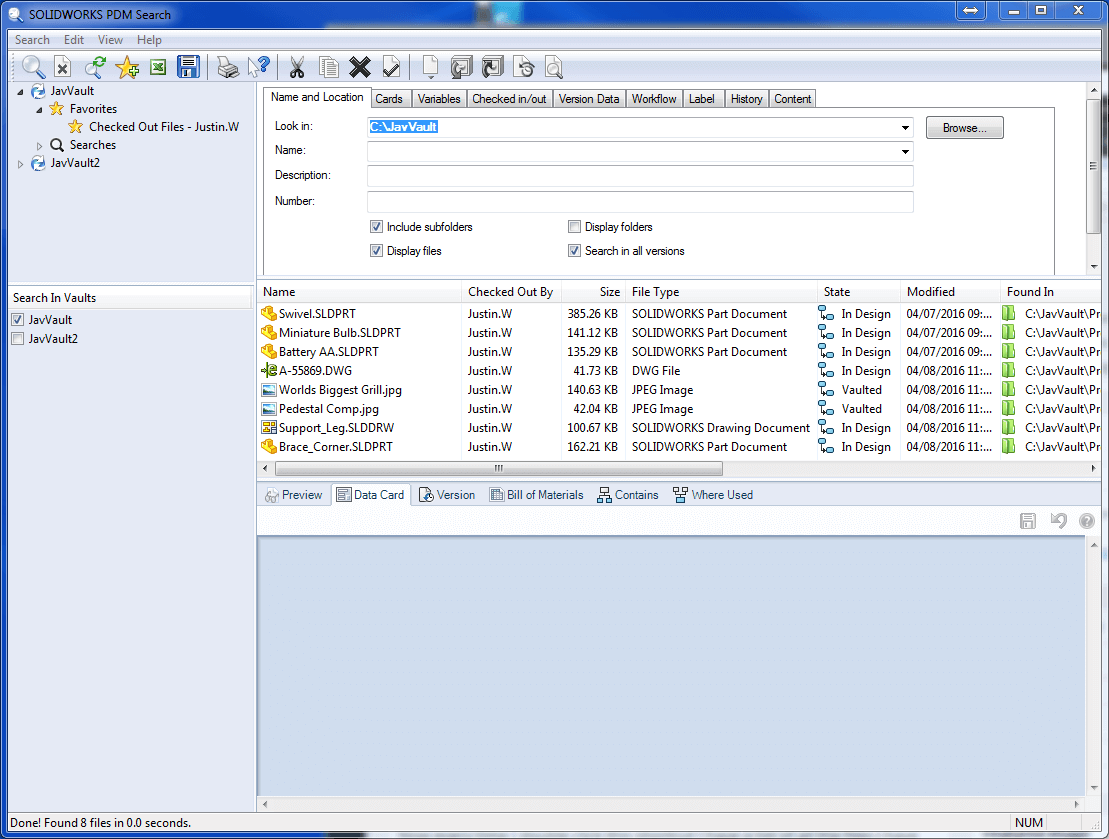 SOLIDWORKS PDM Search
Search Edit View Help
JavVault
Favorites
Checked Out Files - Justin.W
Searches
JavVault2
Search In Vaults
JavVault
JavVault2
Name and Location Cards Variables Checked in/out Version Data Workflow Label History Content
Look in: C:\JavVault Browse...
Name:
Description:
Number:
Include subfolders Display folders
Display files Search in all versions
Name Checked Out By Size File Type State Modified Found In
Swivel.SLDPRT Justin.W 385.26 KB SOLIDWORKS Part Document In Design 04/07/2016 09:... C:\JavVault\Pr
Miniature Bulb.SLDPRT Justin.W 141.12 KB SOLIDWORKS Part Document In Design 04/07/2016 09:... C:\JavVault\Pr
Battery AA.SLDPRT Justin.W 135.29 KB SOLIDWORKS Part Document In Design 04/07/2016 09:... C:\JavVault\Pr
A-55869.DWG Justin.W 41.73 KB DWG File In Design 04/08/2016 11:... C:\JavVault\Pr
Worlds Biggest Grill.jpg Justin.W 140.63 KB JPEG Image Vaulted 04/08/2016 11:... C:\JavVault\Pr
Pedestal Comp.jpg Justin.W 42.04 KB JPEG Image Vaulted 04/08/2016 11:... C:\JavVault\Pr
Support_Leg.SLDDRW Justin.W 100.67 KB SOLIDWORKS Drawing Document In Design 04/08/2016 11:... C:\JavVault\Pr
Brace_Corner.SLDPRT Justin.W 162.21 KB SOLIDWORKS Part Document In Design 04/08/2016 11:... C:\JavVault\Pr
Preview Data Card Version Bill of Materials Contains Where Used
Done! Found 8 files in 0.0 seconds. NUM